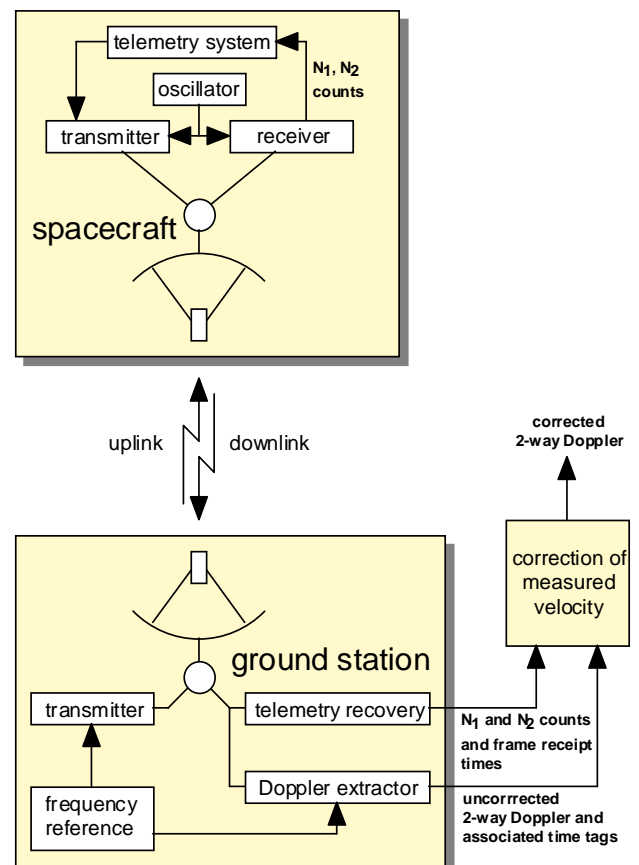 telemetry system
N1, N2
counts
oscillator
transmitter
receiver
spacecraft
uplink
downlink
corrected
2-way Doppler
correction of
measured
velocity
ground station
transmitter
telemetry recovery
N1 and N2 counts
and frame receipt
times
Doppler extractor
frequency
reference
uncorrrected
2-way Doppler and
associated time tags